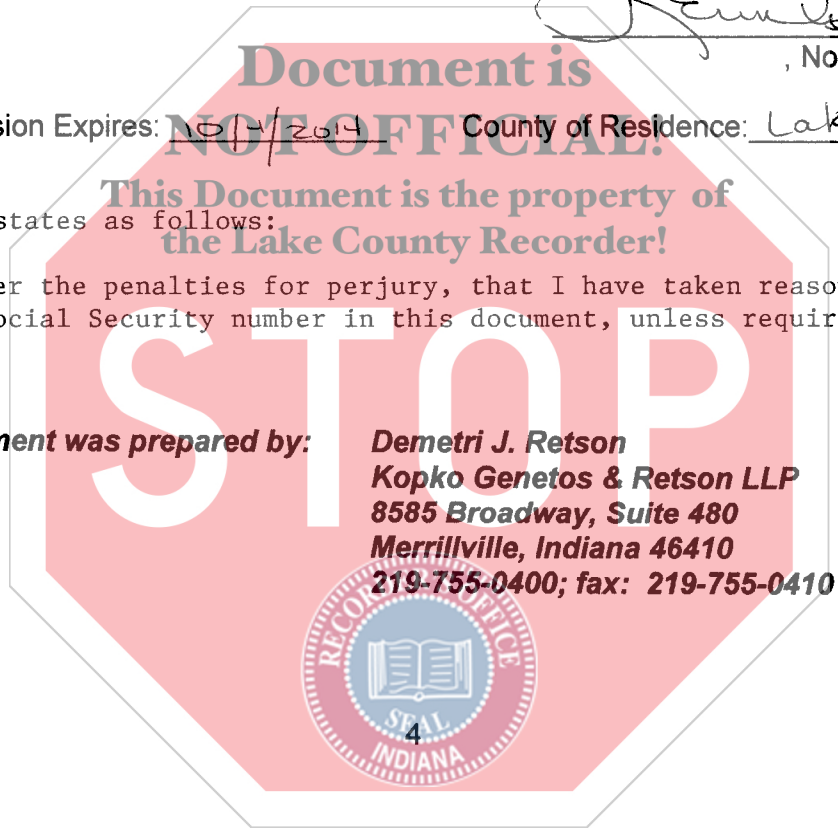 Document is
, No
sion Expires: 10/4/2014 County of Residence: Lak
NOT OFFICIAL!
This Document is the property of
states as follows:
the Lake County Recorder!
er the penalties for perjury, that I have taken reaso
ocial Security number in this document, unless requir
STOP
ment was prepared by: Demetri J. Retson
Kopko Genetos & Retson LLP
8585 Broadway, Suite 480
Merrillville, Indiana 46410
219-755-0400; fax: 219-755-0410
SEAL
4
INDIANA